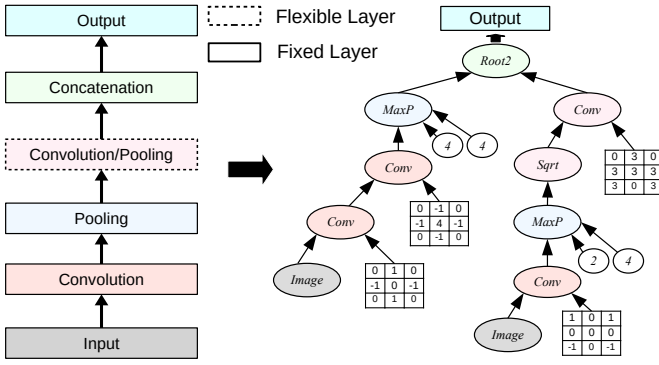 Output
Concatenation
Convolution/Pooling
Pooling
Convolution
Input
Flexible Layer
Fixed Layer
Output
Root2
MaxP
4
4
Conv
0 -1 0
-1 4 -1
0 -1 0
Conv
0 1 0
-1 0 -1
0 1 0
Image
Conv
0 3 0
3 3 3
3 0 3
Sqrt
MaxP
2
4
Conv
1 0 1
0 0 0
-1 0 -1
Image